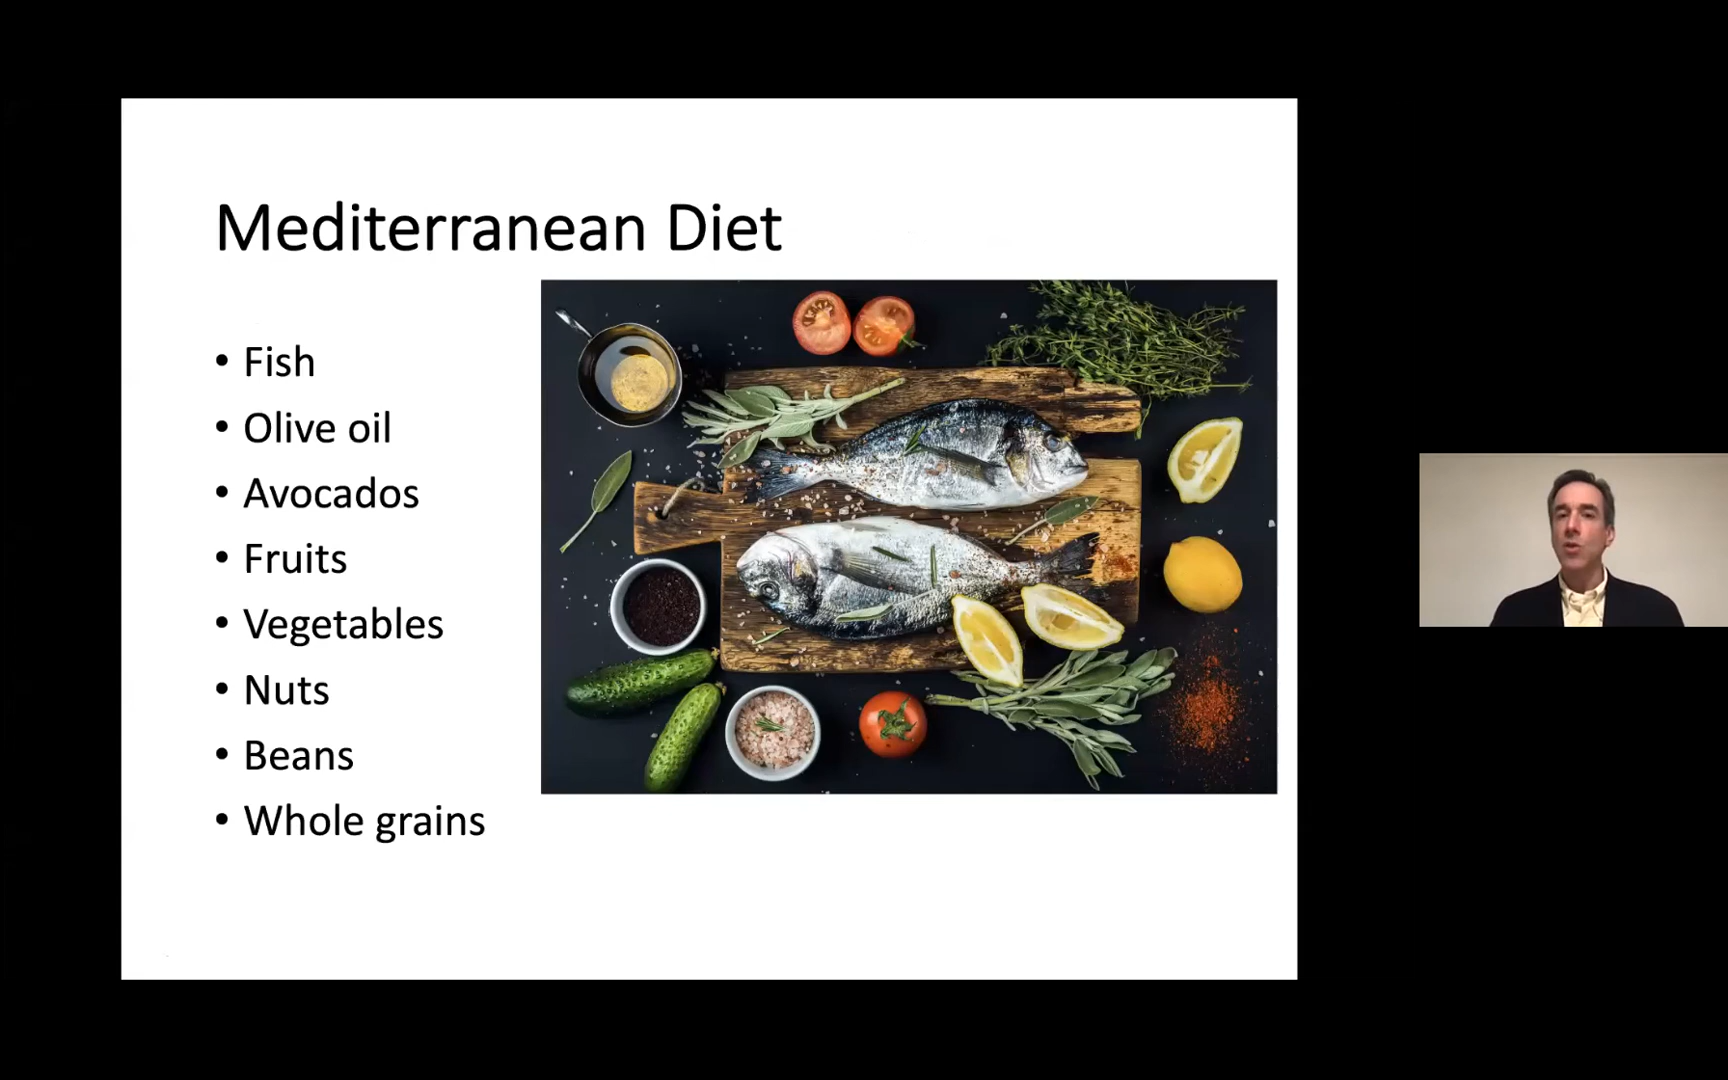 Mediterranean Diet
• Fish
• Olive oil
• Avocados
• Fruits
• Vegetables
• Nuts
• Beans
• Whole grains